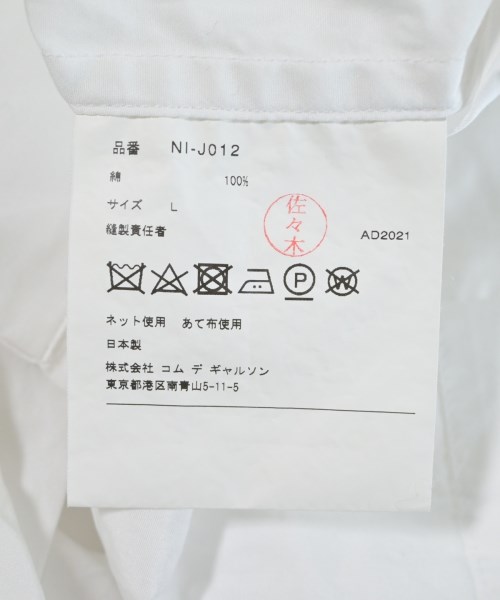 品番 NI-J012
綿 100%
サイズ L
縫製責任者 佐々木 AD2021
P W
ネット使用 あて布使用
日本製
株式会社 コム デ ギャルソン
東京都港区南青山5-11-5